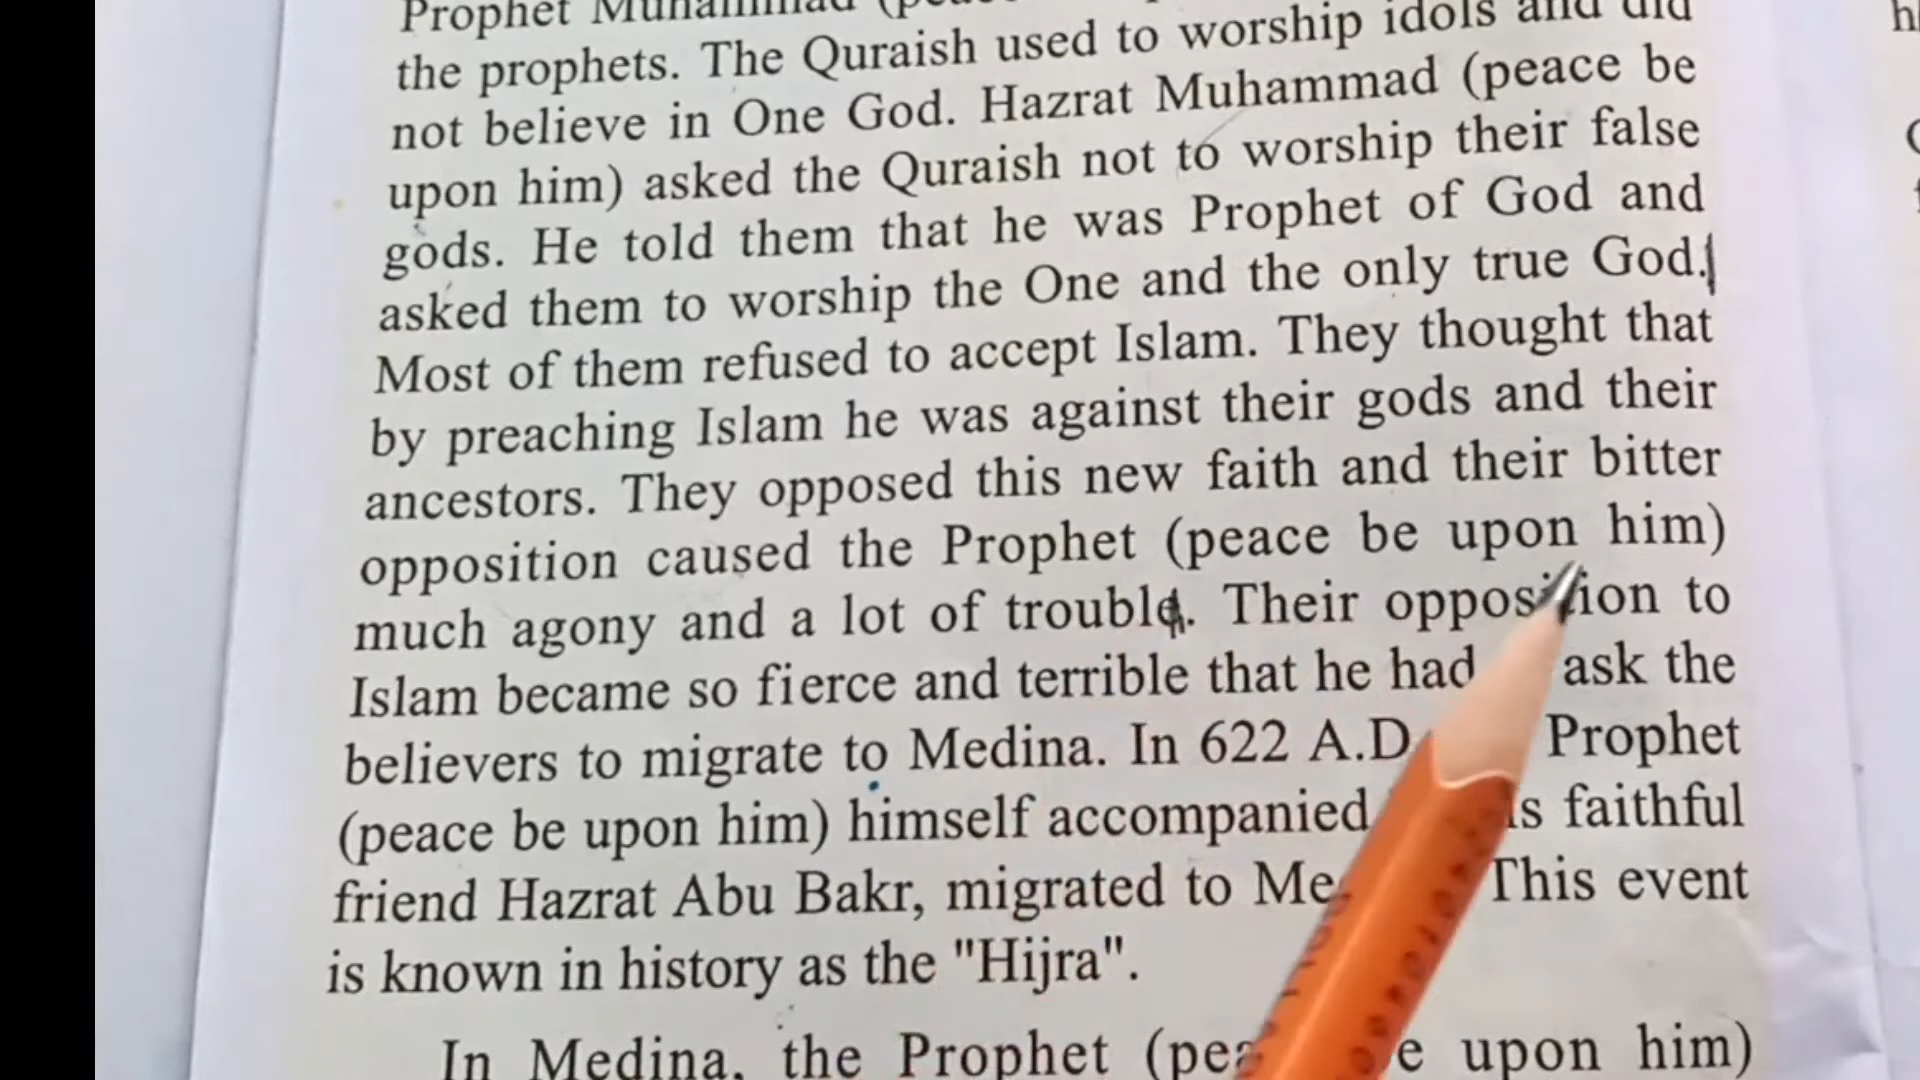 Prophet Muhammad
the prophets. The Quraish used to worship idols and did
not believe in One God. Hazrat Muhammad (peace be
upon him) asked the Quraish not to worship their false
gods. He told them that he was Prophet of God and
asked them to worship the One and the only true God.
Most of them refused to accept Islam. They thought that
by preaching Islam he was against their gods and their
ancestors. They opposed this new faith and their bitter
opposition caused the Prophet (peace be upon him)
much agony and a lot of trouble. Their opposition to
Islam became so fierce and terrible that he had ask the
believers to migrate to Medina. In 622 A.D Prophet
(peace be upon him) himself accompanied faithful
friend Hazrat Abu Bakr, migrated to This event
is known in history as the "Hijra".
In Medina, the Prophet upon him)